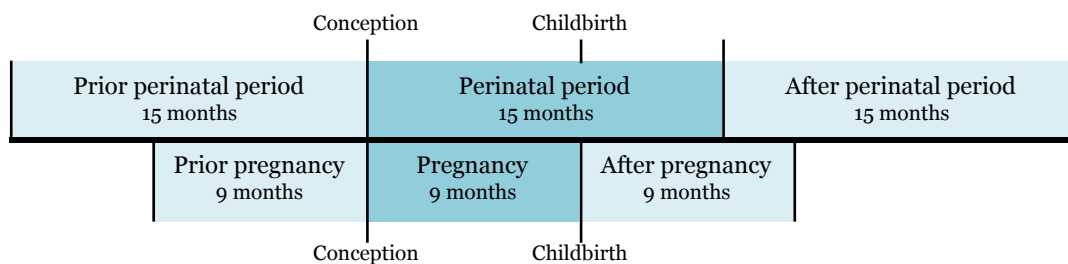 Conception Childbirth
Prior perinatal period Perinatal period After perinatal period
15 months 15 months 15 months
Prior pregnancy Pregnancy After pregnancy
9 months 9 months 9 months
Conception Childbirth